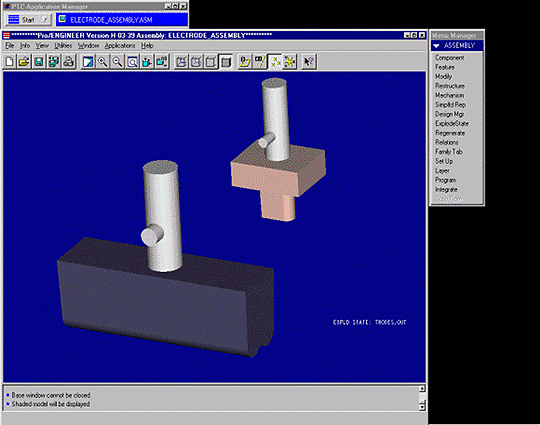 PTC Application Manager
Start
ELECTRODE_ASSEMBLY.ASM
**********Pro/ENGINEER Version H-03-39 Assembly: ELECTRODE_ASSEMBLY**********
File Info View Utilities Window Applications Help
Menu Manager
ASSEMBLY
Component
Feature
Modify
Restructure
Mechanism
Simplfd Rep
Design Mgr
ExplodeState
Regenerate
Relations
Family Tab
Set Up
Layer
Program
Integrate
EXPLD STATE: TRODES_OUT
Base window cannot be closed.
Shaded model will be displayed